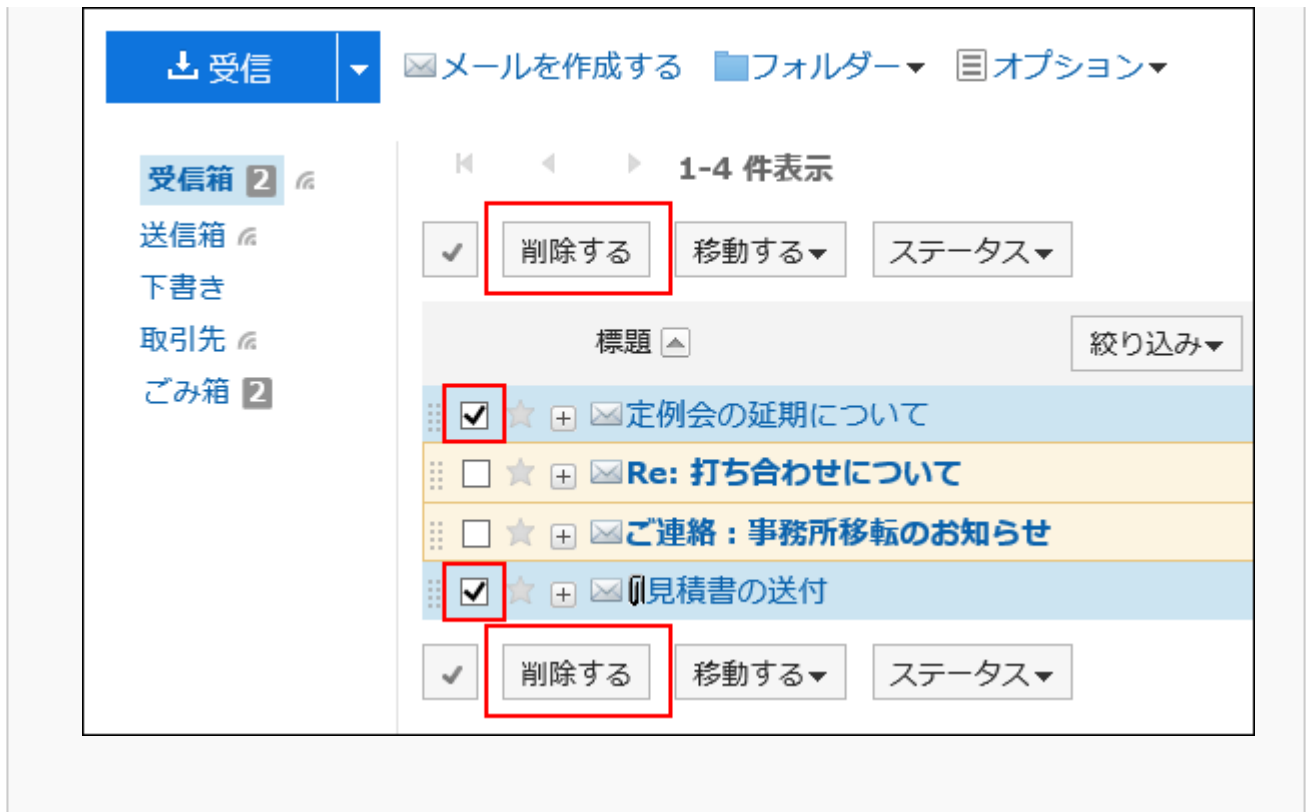 受信 メールを作成する フォルダー オプション
受信箱 2
送信箱
下書き
取引先
ごみ箱 2
1-4 件表示
削除する 移動する ステータス
標題 絞り込み
定例会の延期について
Re: 打ち合わせについて
ご連絡：事務所移転のお知らせ
見積書の送付
削除する 移動する ステータス